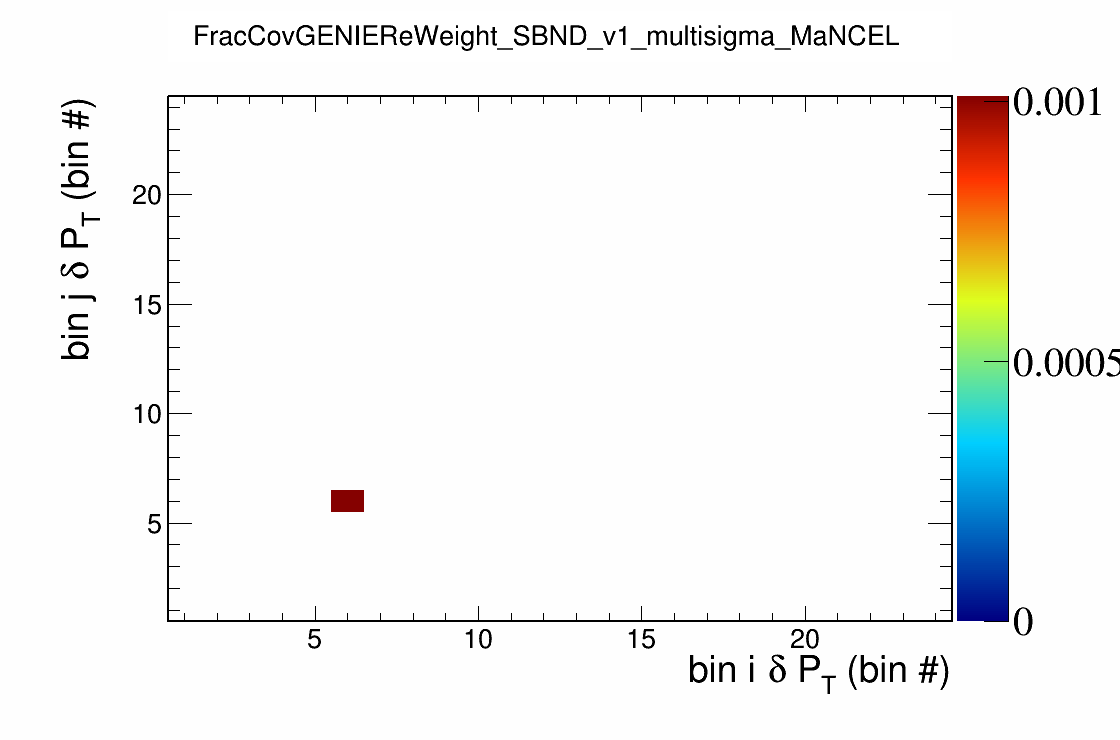 FracCovGENIEReWeight_SBND_v1_multisigma_MaNCEL
bin j δ P_T (bin #)
20
15
10
5
5 10 15 20
bin i δ P_T (bin #)
0.001
0.0005
0